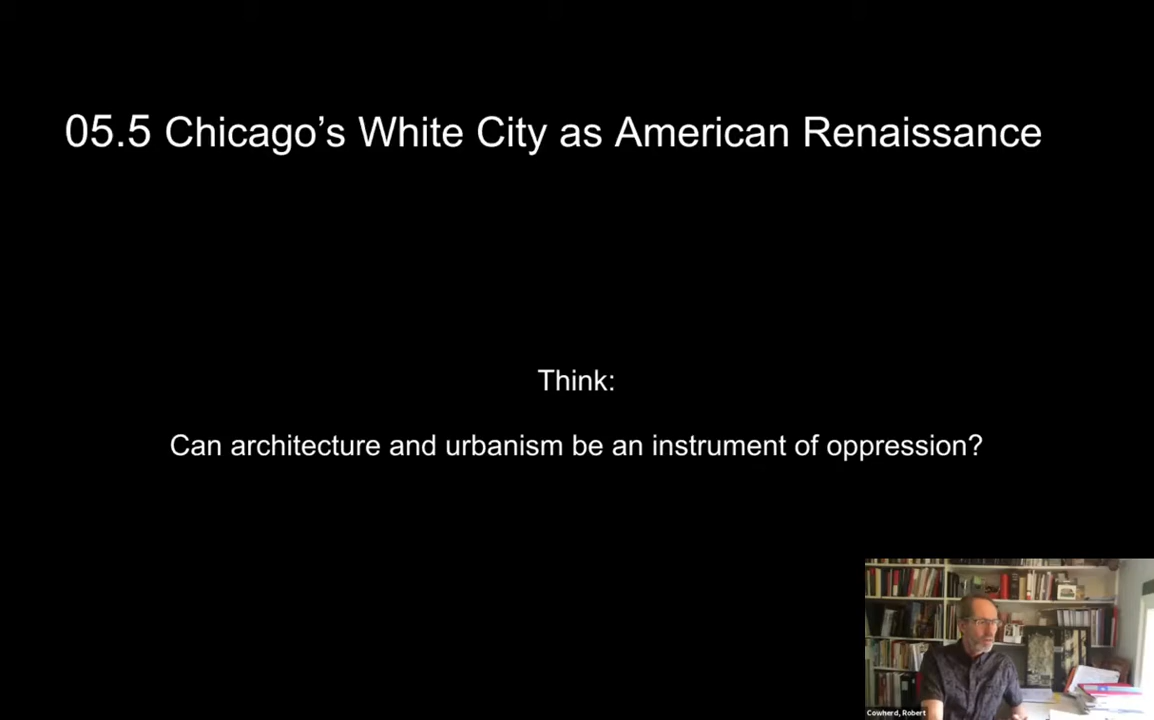 05.5 Chicago’s White City as American Renaissance
Think:
Can architecture and urbanism be an instrument of oppression?
Cowherd, Robert